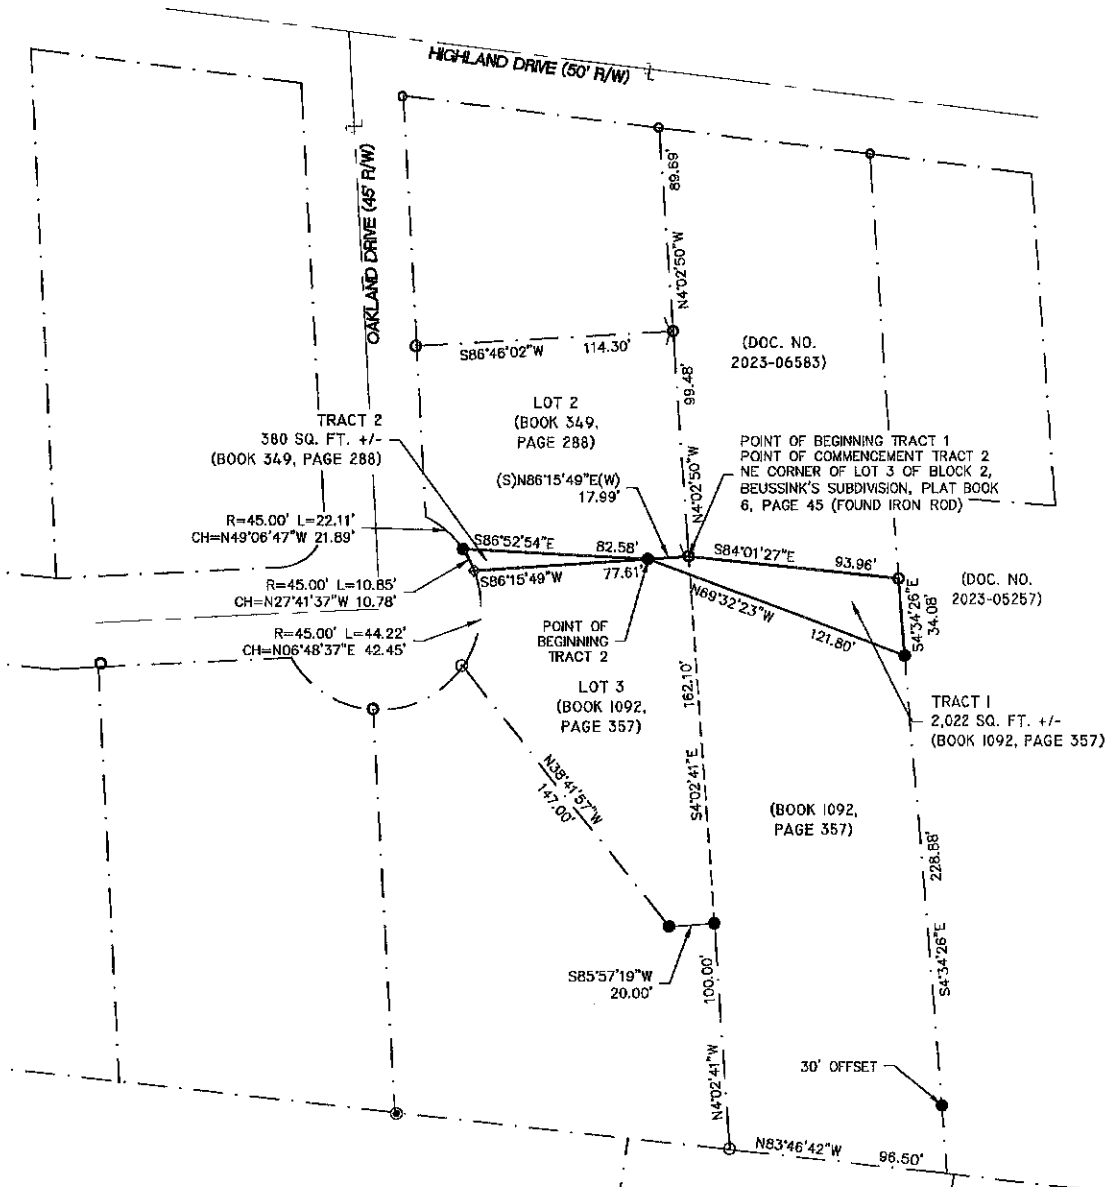 HIGHLAND DRIVE (50' R/W)
OAKLAND DRIVE (45' R/W)
89.69'
N4°02'50"W
S86°46'02"W 114.30'
(DOC. NO.
2023-06583)
99.48'
N4°02'50"W
LOT 2
(BOOK 349,
PAGE 288)
TRACT 2
380 SQ. FT. +/-
(BOOK 349, PAGE 288)
POINT OF BEGINNING TRACT 1
POINT OF COMMENCEMENT TRACT 2
NE CORNER OF LOT 3 OF BLOCK 2,
BEUSSINK'S SUBDIVISION, PLAT BOOK
6, PAGE 45 (FOUND IRON ROD)
(S)N86°15'49"E(W)
17.99'
R=45.00' L=22.11'
CH=N49°06'47"W 21.89'
S86°52'54"E 82.58'
S86°15'49"W 77.61'
S84°01'27"E 93.96'
R=45.00' L=10.85'
CH=N27°41'37"W 10.78'
N69°32'23"W 121.80'
S4°34'26"E
34.08'
(DOC. NO.
2023-05257)
R=45.00' L=44.22'
CH=N06°48'37"E 42.45'
POINT OF
BEGINNING
TRACT 2
LOT 3
(BOOK 1092,
PAGE 357)
162.10'
S4°02'41"E
TRACT 1
2,022 SQ. FT. +/-
(BOOK 1092, PAGE 357)
N38°41'57"W
147.00'
(BOOK 1092,
PAGE 357)
228.88'
S4°34'26"E
S85°57'19"W
20.00'
100.00'
N4°02'41"W
30' OFFSET
N83°46'42"W 96.50'